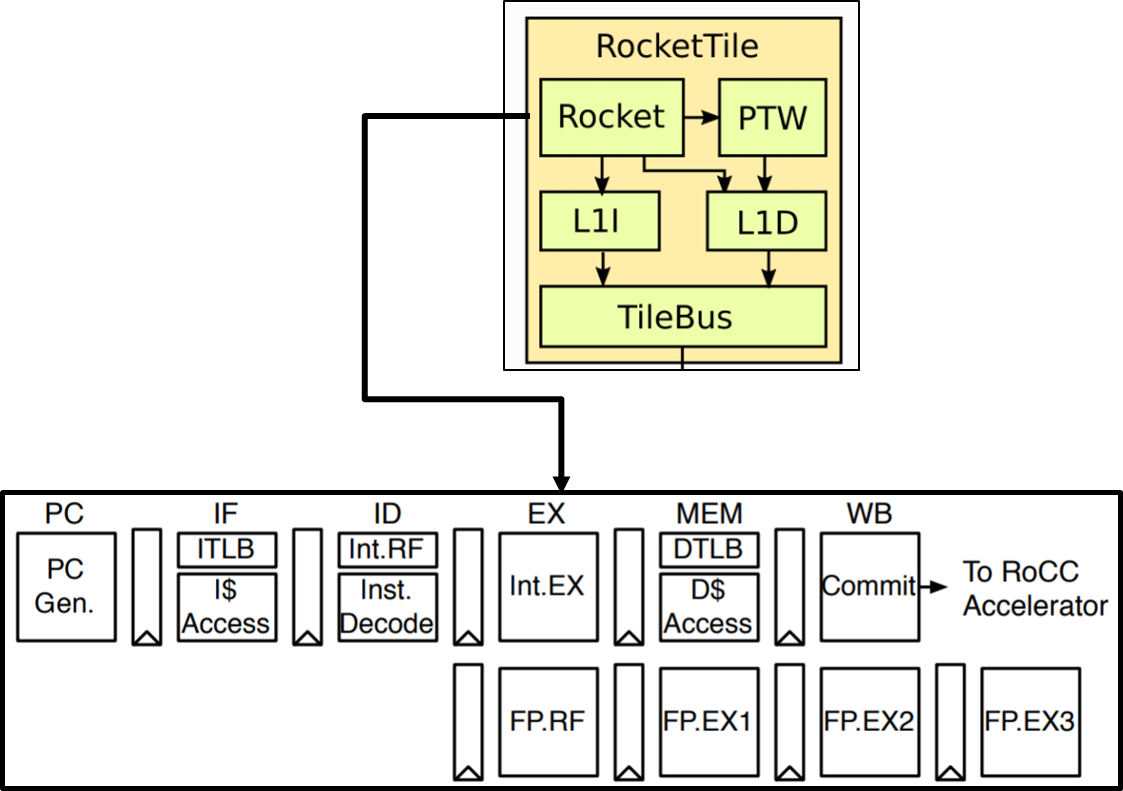 RocketTile
Rocket
PTW
L1I
L1D
TileBus
PC
IF
ID
EX
MEM
WB
PC
Gen.
ITLB
I$
Access
Int.RF
Inst.
Decode
Int.EX
DTLB
D$
Access
Commit
To RoCC
Accelerator
FP.RF
FP.EX1
FP.EX2
FP.EX3